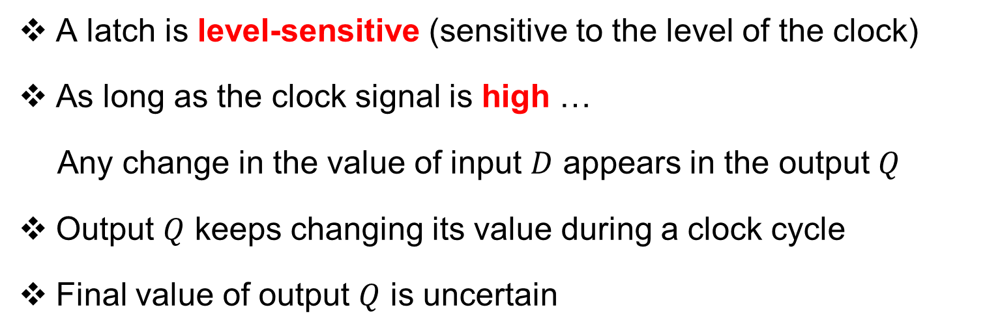 ❖ A latch is level-sensitive (sensitive to the level of the clock)
❖ As long as the clock signal is high …
Any change in the value of input D appears in the output Q
❖ Output Q keeps changing its value during a clock cycle
❖ Final value of output Q is uncertain